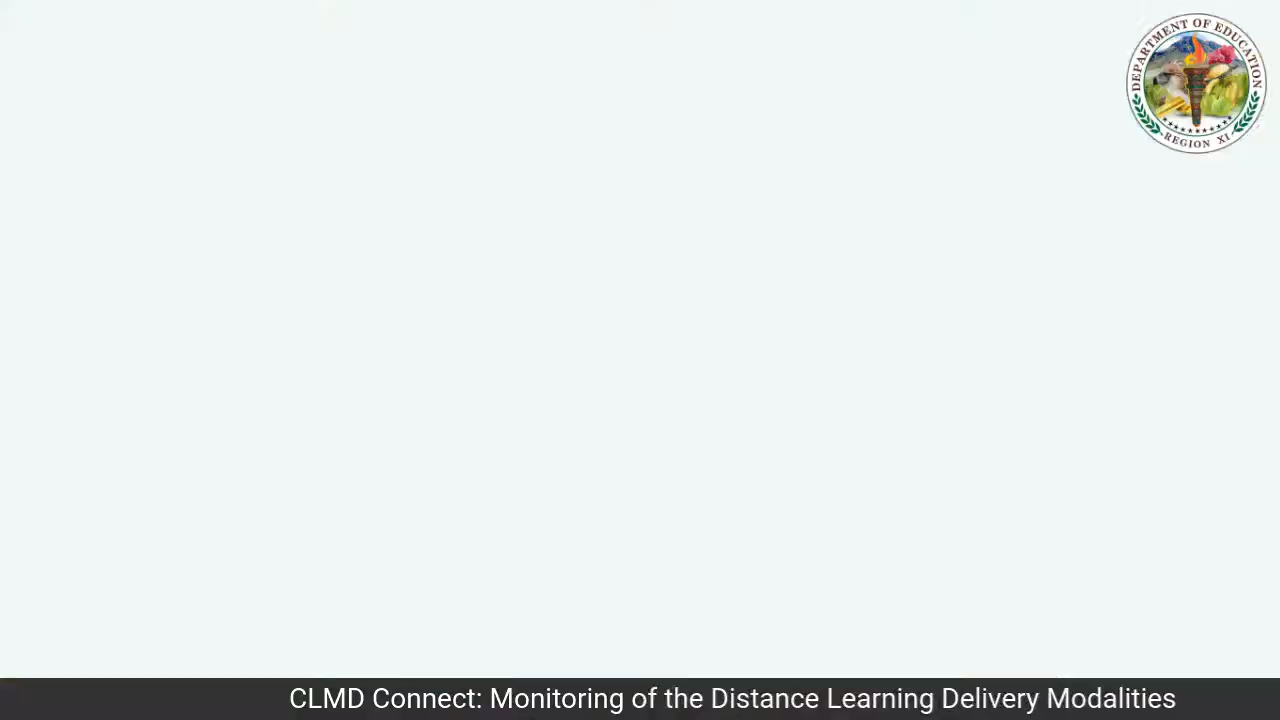 DEPARTMENT OF EDUCATION
REGION XI
CLMD Connect: Monitoring of the Distance Learning Delivery Modalities